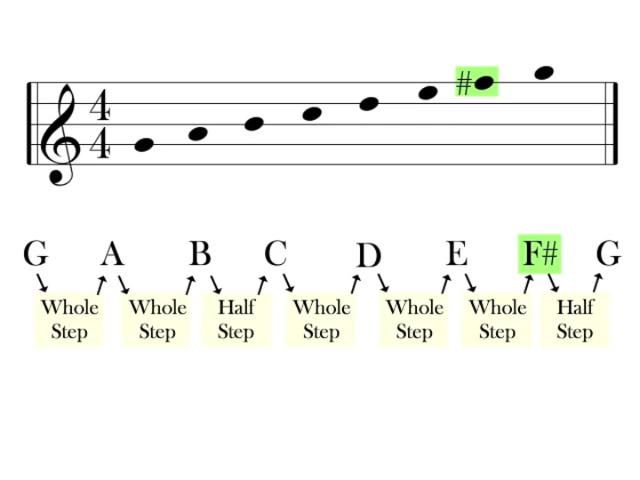 4
4
#
G A B C D E F# G
Whole Whole Half Whole Whole Whole Half
Step Step Step Step Step Step Step